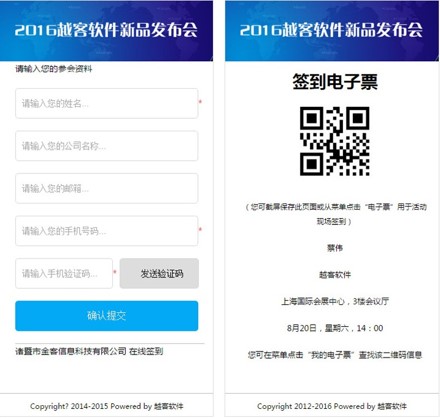 2016越客软件新品发布会
请输入您的参会资料
请输入您的姓名... *
请输入您的公司名称...
请输入您的邮箱...
请输入您的手机号码... *
请输入手机验证码... * 发送验证码
确认提交
诸暨市金客信息科技有限公司 在线签到
Copyright? 2014-2015 Powered by 越客软件
2016越客软件新品发布会
签到电子票
（您可截屏保存此页面或从菜单点击“电子票”用于活动
现场签到）
蔡伟
越客软件
上海国际会展中心，3楼会议厅
8月20日，星期六，14：00
您可在菜单点击“我的电子票”查找该二维码信息
Copyright 2012-2016 Powered by 越客软件